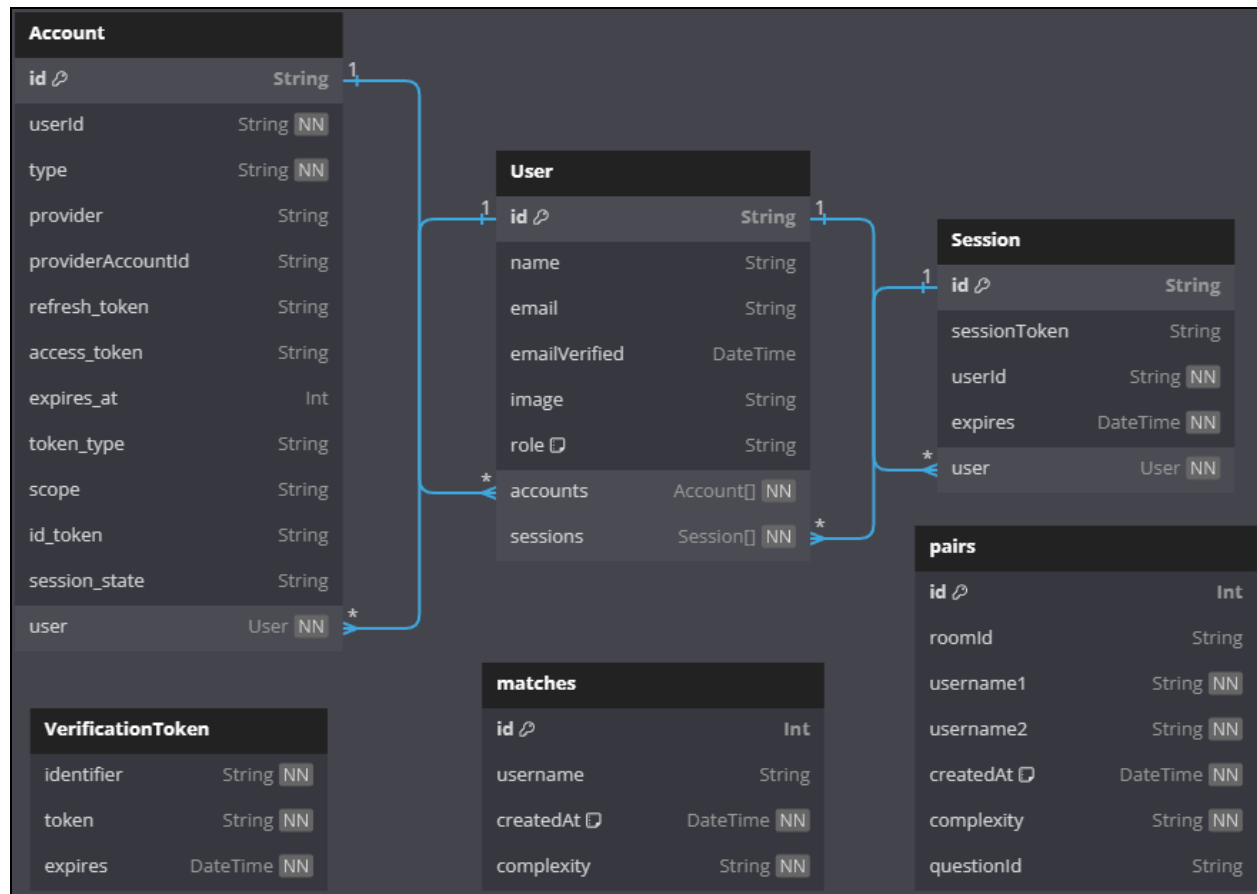 Account
id String
userId String NN
type String NN
provider String
providerAccountId String
refresh_token String
access_token String
expires_at Int
token_type String
scope String
id_token String
session_state String
user User NN
1
*
User
1 id String 1
name String
email String
emailVerified DateTime
image String
role String
* accounts Account[] NN
sessions Session[] NN *
Session
1 id String
sessionToken String
userId String NN
expires DateTime NN
* user User NN
VerificationToken
identifier String NN
token String NN
expires DateTime NN
matches
id Int
username String
createdAt DateTime NN
complexity String NN
pairs
id Int
roomId String
username1 String NN
username2 String NN
createdAt DateTime NN
complexity String NN
questionId String